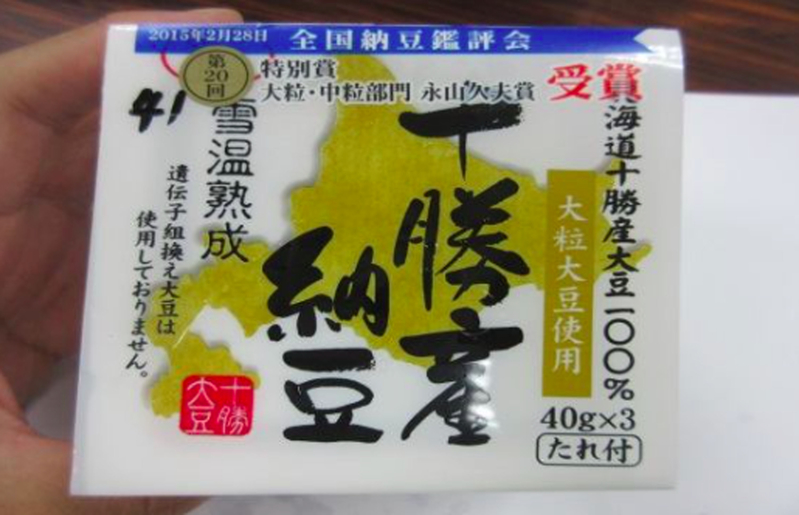 2015年2月28日 全国納豆鑑評会
第20回
特別賞
大粒・中粒部門 永山久夫賞
受賞
海道十勝産大豆一〇〇%
大粒大豆使用
十勝産
納豆
雪温熟成
遺伝子組換え大豆は
使用しておりません。
十勝
大豆
40g×3
たれ付